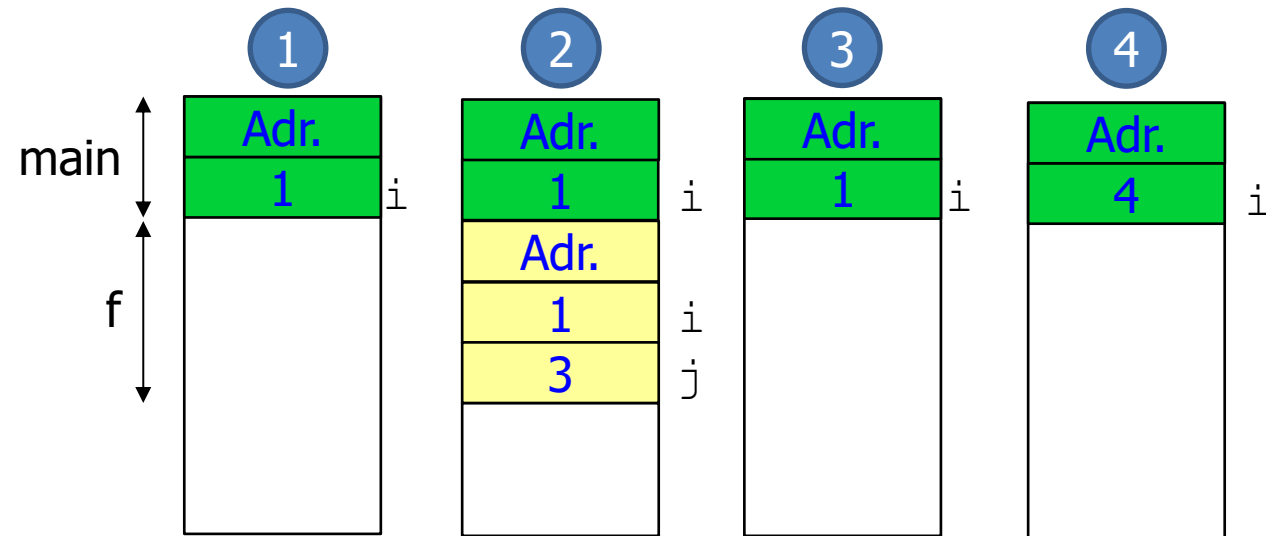 1 2 3 4
Adr. Adr. Adr. Adr.
main
1 i 1 i 1 i 4 i
Adr.
f
1 i
3 j